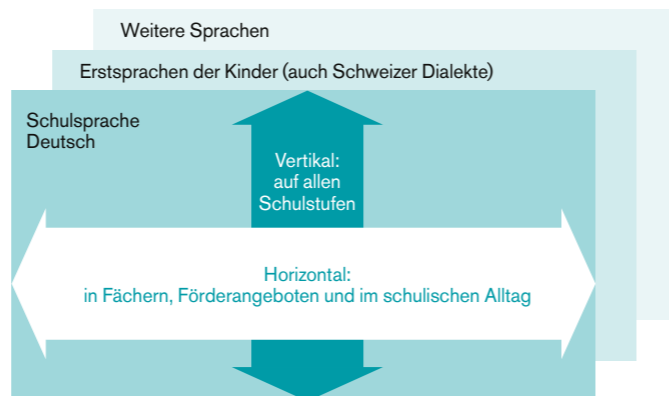 Weitere Sprachen
Erstsprachen der Kinder (auch Schweizer Dialekte)
Schulsprache
Deutsch
Vertikal:
auf allen
Schulstufen
Horizontal:
in Fächern, Förderangeboten und im schulischen Alltag